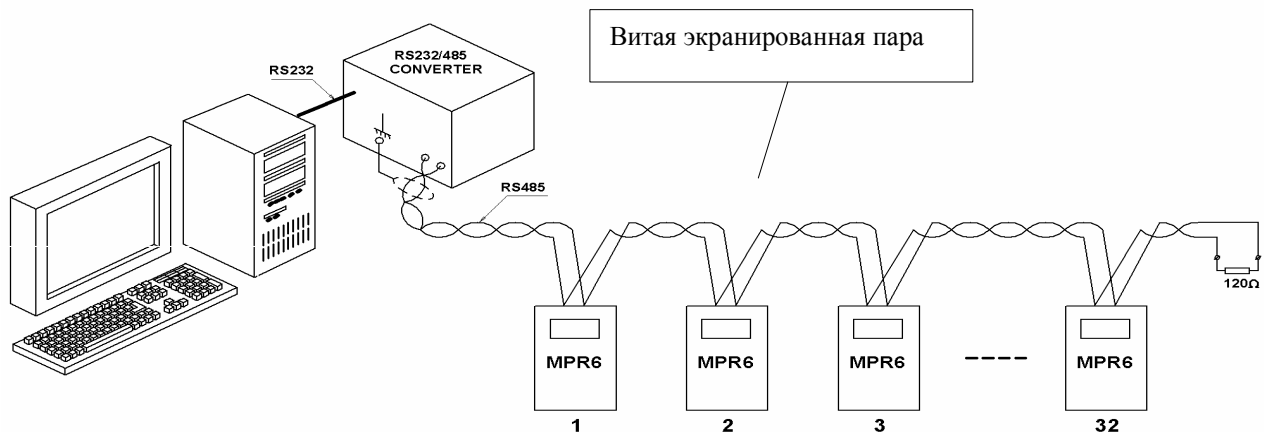 Витая экранированная пара
RS232/485
CONVERTER
RS232
RS485
120Ω
MPR6
MPR6
MPR6
MPR6
1
2
3
32